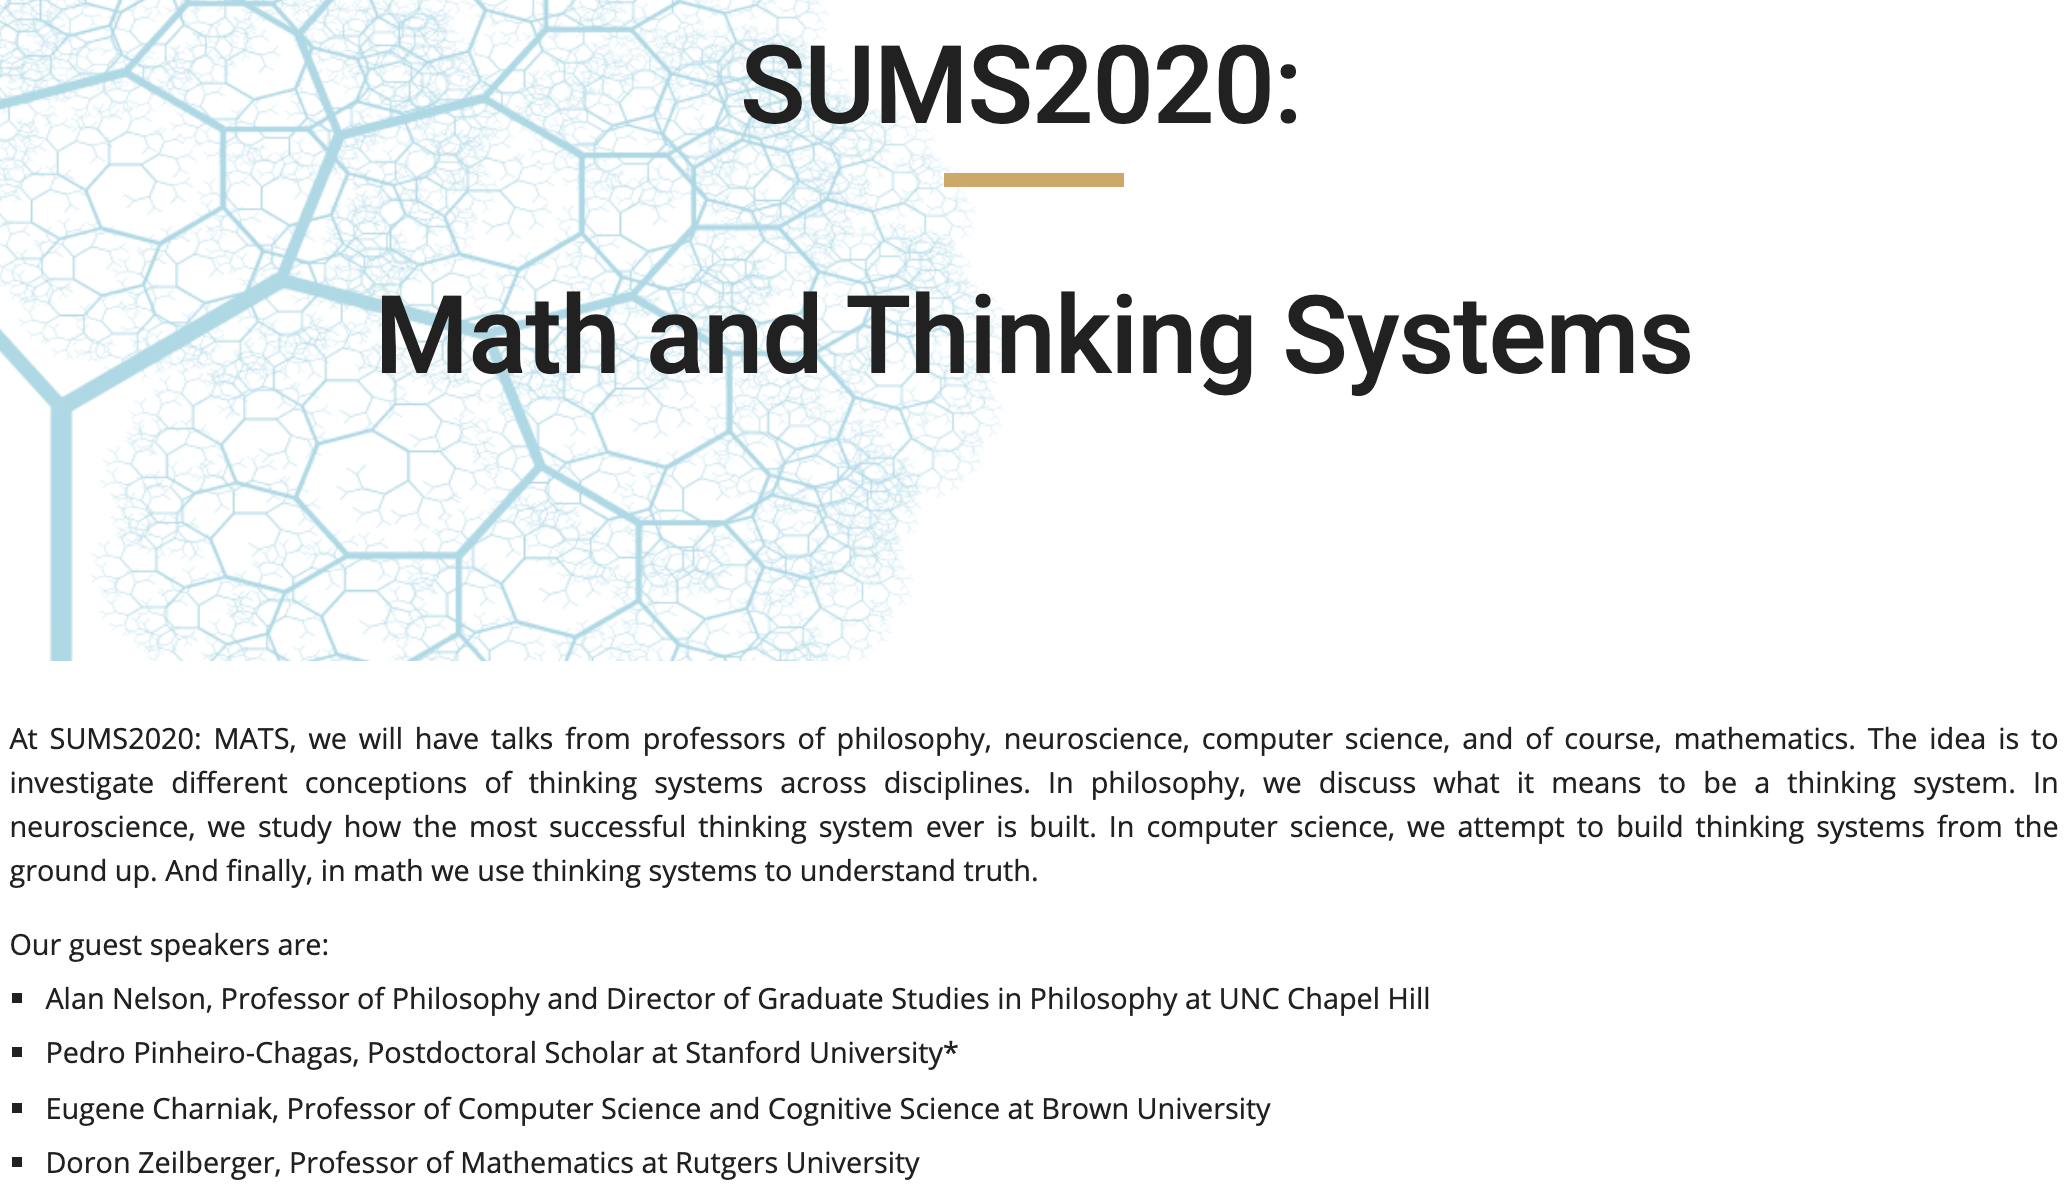 SUMS2020:
Math and Thinking Systems
At SUMS2020: MATS, we will have talks from professors of philosophy, neuroscience, computer science, and of course, mathematics. The idea is to
investigate different conceptions of thinking systems across disciplines. In philosophy, we discuss what it means to be a thinking system. In
neuroscience, we study how the most successful thinking system ever is built. In computer science, we attempt to build thinking systems from the
ground up. And finally, in math we use thinking systems to understand truth.
Our guest speakers are:
▪ Alan Nelson, Professor of Philosophy and Director of Graduate Studies in Philosophy at UNC Chapel Hill
▪ Pedro Pinheiro-Chagas, Postdoctoral Scholar at Stanford University*
▪ Eugene Charniak, Professor of Computer Science and Cognitive Science at Brown University
▪ Doron Zeilberger, Professor of Mathematics at Rutgers University